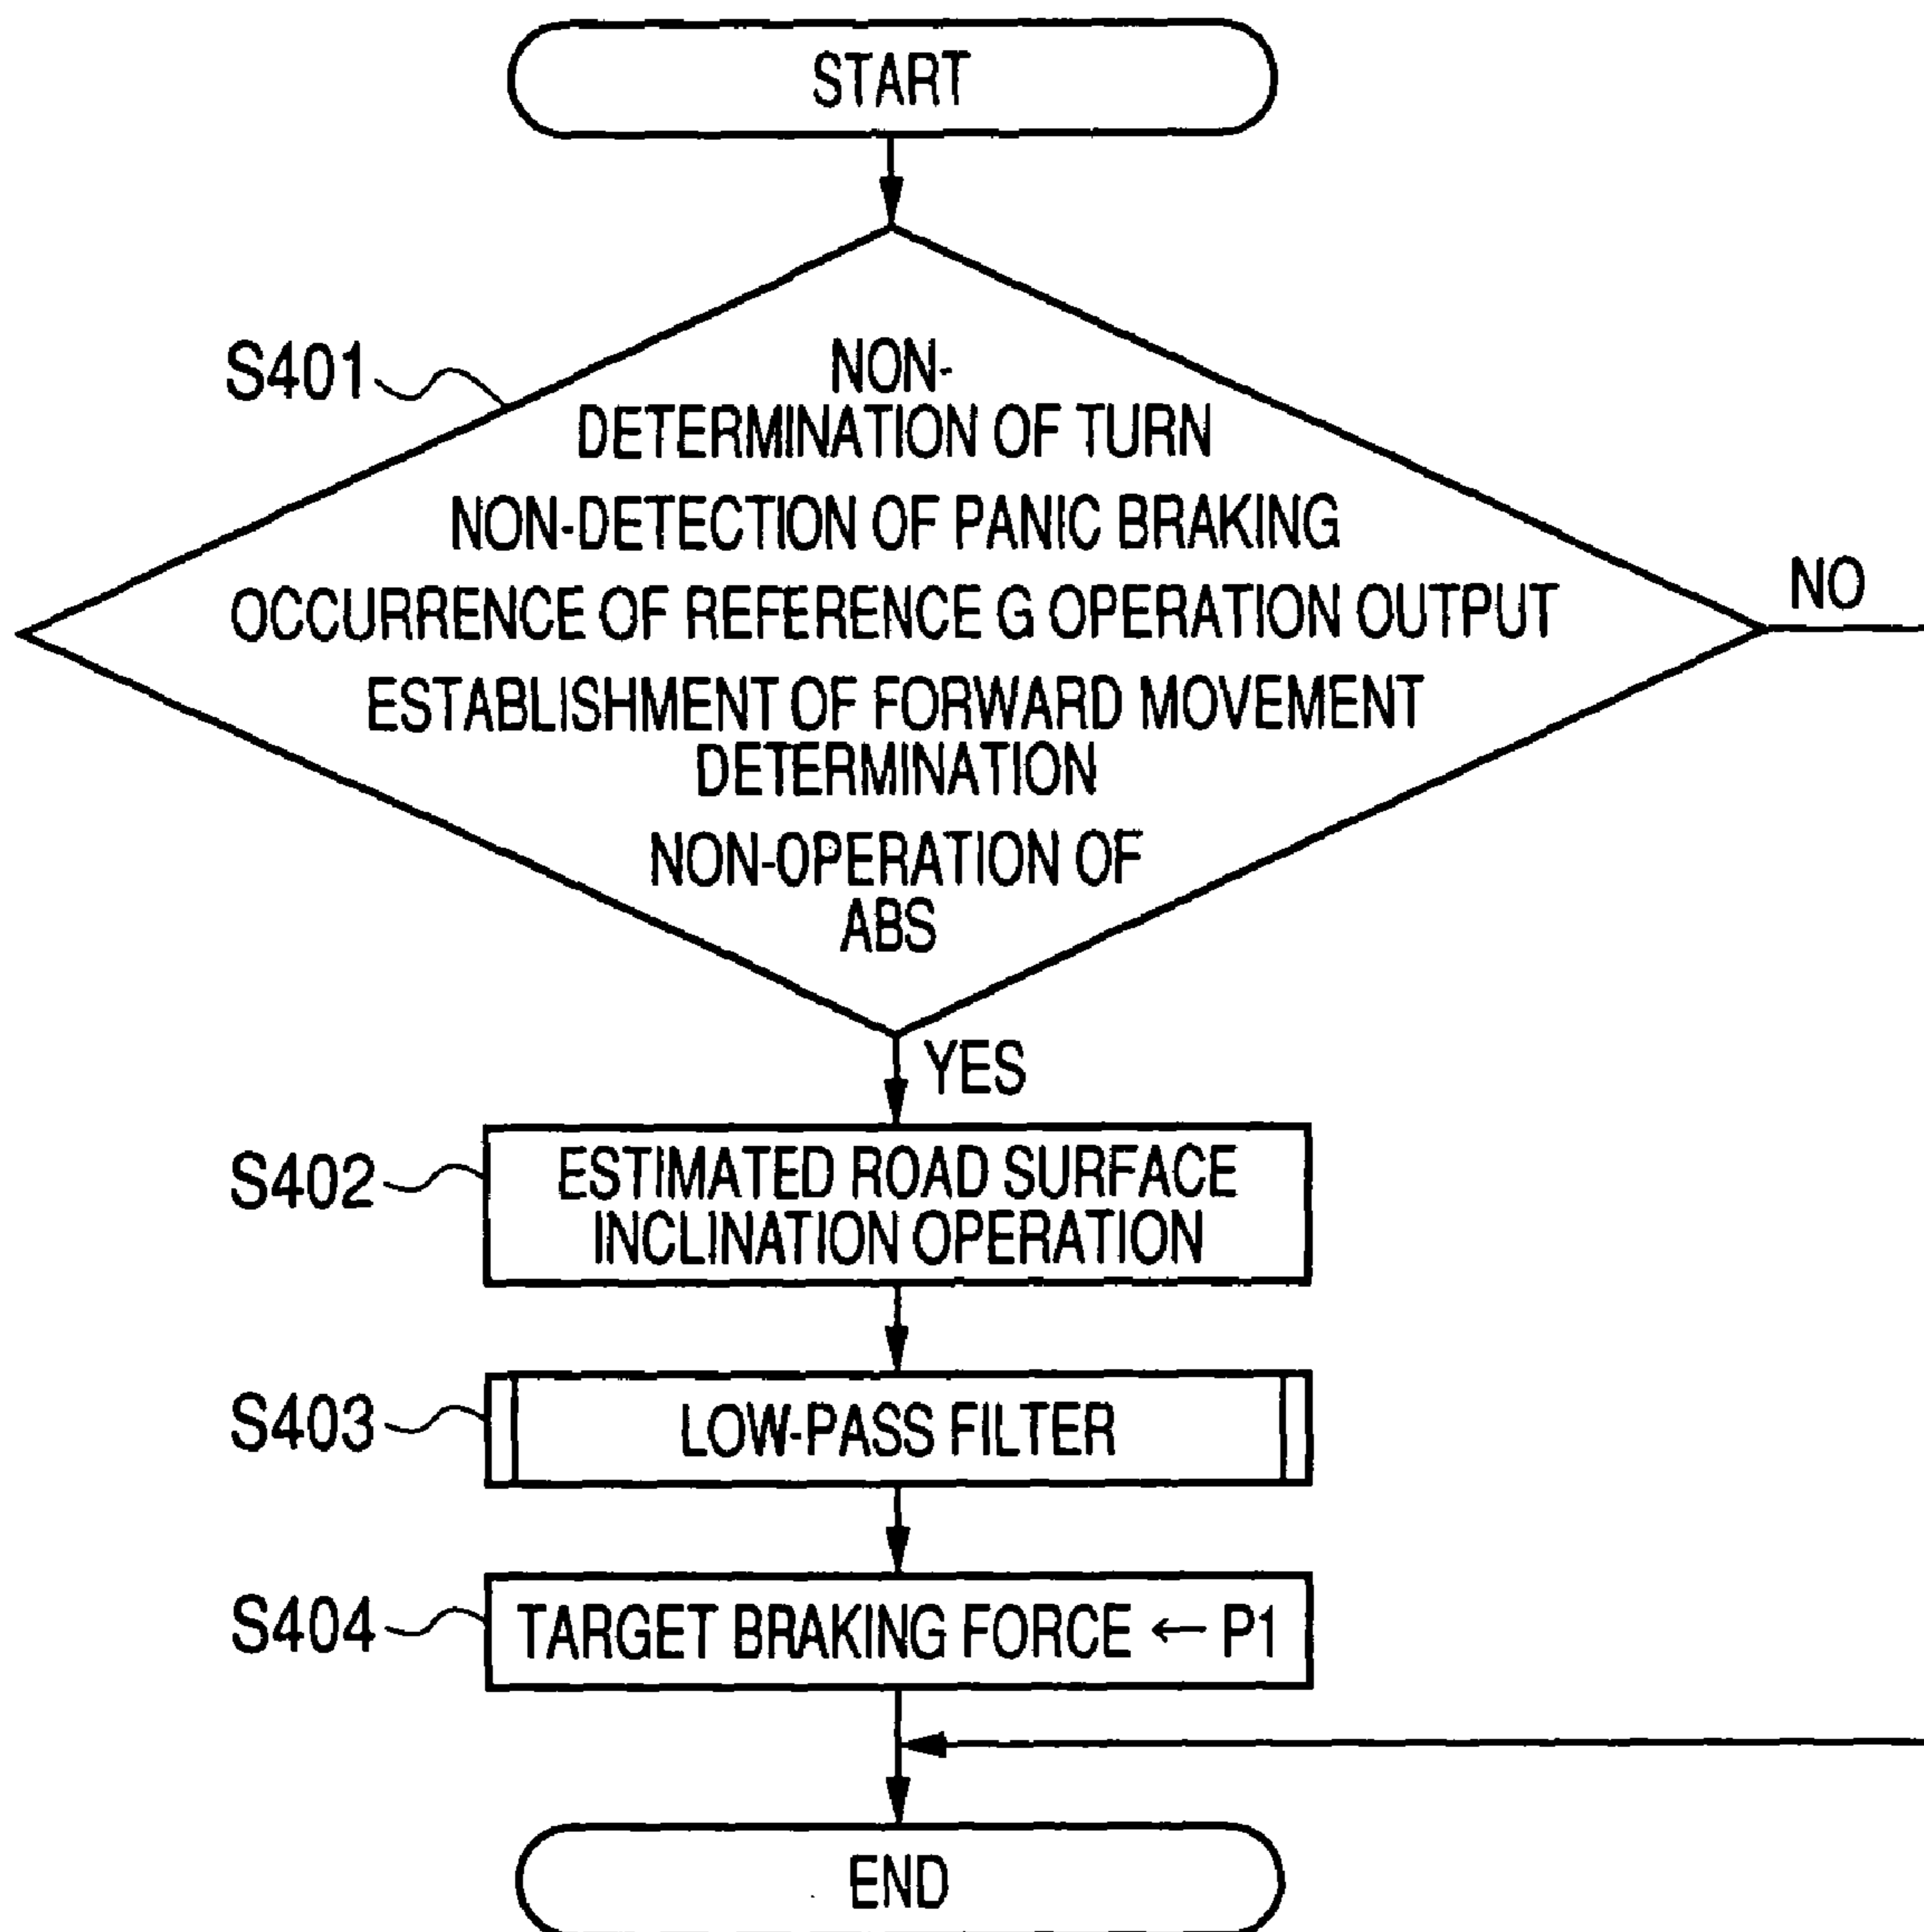 START
S401
NON-
DETERMINATION OF TURN
NON-DETECTION OF PANIC BRAKING
OCCURRENCE OF REFERENCE G OPERATION OUTPUT
ESTABLISHMENT OF FORWARD MOVEMENT
DETERMINATION
NON-OPERATION OF
ABS
NO
YES
S402
ESTIMATED ROAD SURFACE
INCLINATION OPERATION
S403
LOW-PASS FILTER
S404
TARGET BRAKING FORCE ← P1
END